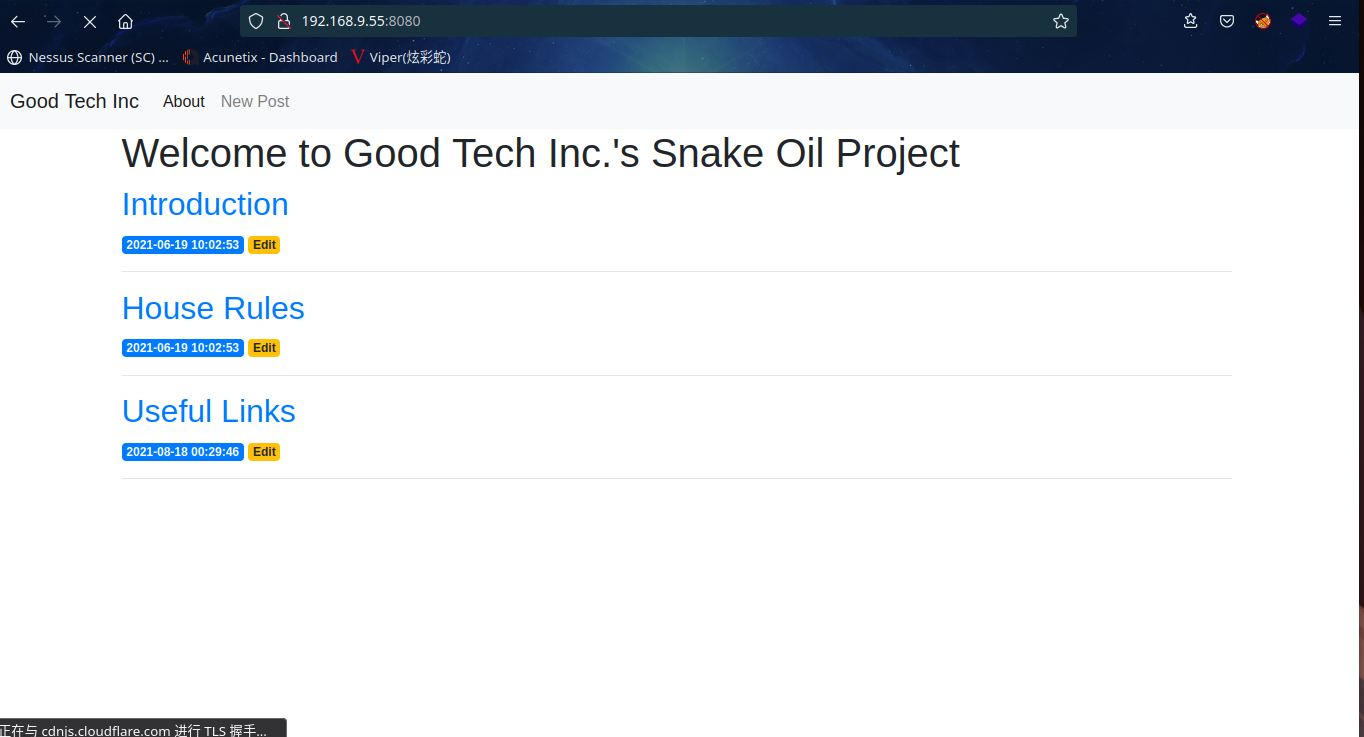 192.168.9.55:8080
Nessus Scanner (SC) ... Acunetix - Dashboard V Viper(炫彩蛇)
Good Tech Inc About New Post
Welcome to Good Tech Inc.'s Snake Oil Project
Introduction
2021-06-19 10:02:53 Edit
House Rules
2021-06-19 10:02:53 Edit
Useful Links
2021-08-18 00:29:46 Edit
正在与 cdnjs.cloudflare.com 进行 TLS 握手...